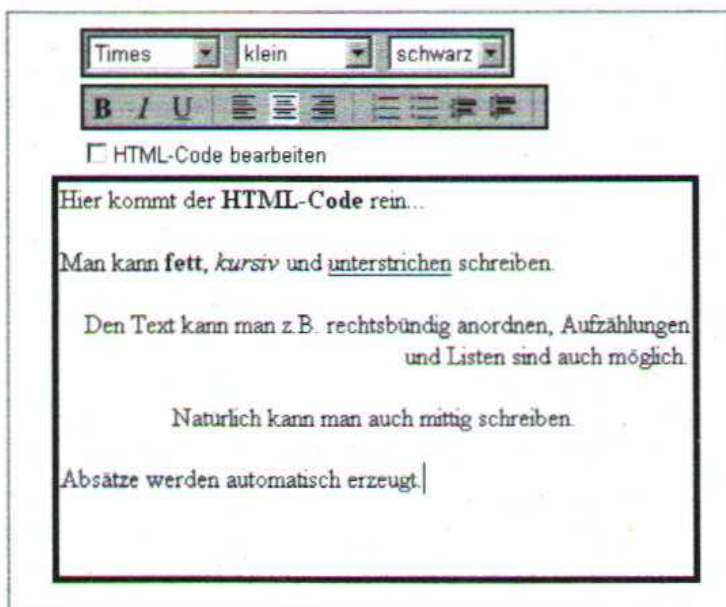 Times klein schwarz
B I U
HTML-Code bearbeiten
Hier kommt der HTML-Code rein...
Man kann fett, kursiv und unterstrichen schreiben.
Den Text kann man z.B. rechtsbündig anordnen, Aufzählungen
und Listen sind auch möglich.
Natürlich kann man auch mittig schreiben.
Absätze werden automatisch erzeugt.